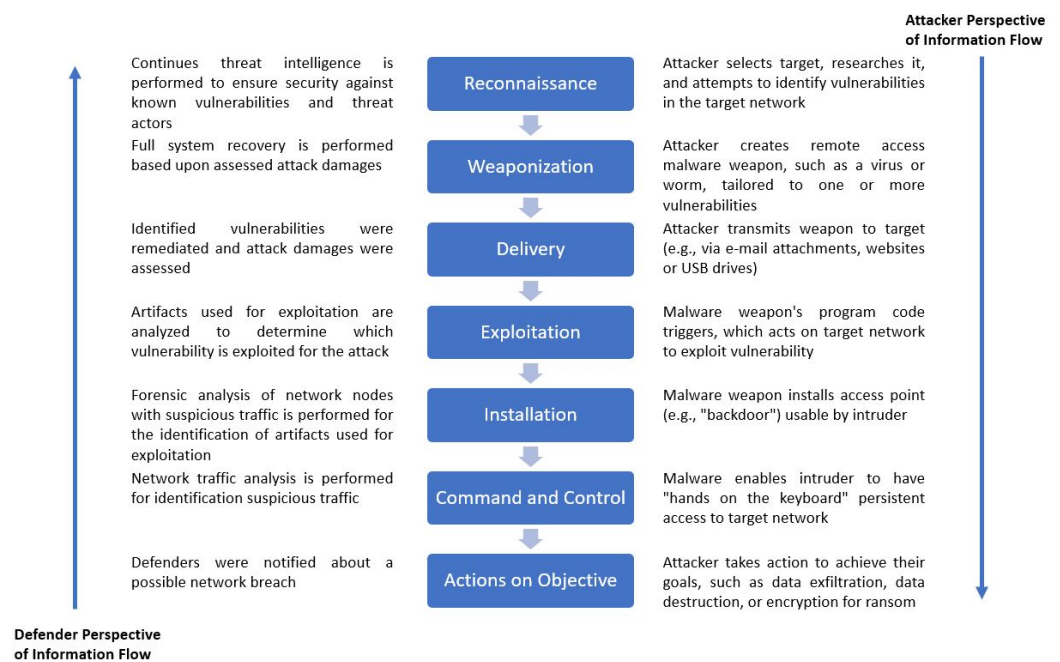 Attacker Perspective
of Information Flow
Continues threat intelligence is
performed to ensure security against
known vulnerabilities and threat
actors
Reconnaissance
Attacker selects target, researches it,
and attempts to identify vulnerabilities
in the target network
Full system recovery is performed
based upon assessed attack damages
Weaponization
Attacker creates remote access
malware weapon, such as a virus or
worm, tailored to one or more
vulnerabilities
Identified vulnerabilities were
remediated and attack damages were
assessed
Delivery
Attacker transmits weapon to target
(e.g., via e-mail attachments, websites
or USB drives)
Artifacts used for exploitation are
analyzed to determine which
vulnerability is exploited for the attack
Exploitation
Malware weapon's program code
triggers, which acts on target network
to exploit vulnerability
Forensic analysis of network nodes
with suspicious traffic is performed for
the identification of artifacts used for
exploitation
Installation
Malware weapon installs access point
(e.g., "backdoor") usable by intruder
Network traffic analysis is performed
for identification suspicious traffic
Command and Control
Malware enables intruder to have
"hands on the keyboard" persistent
access to target network
Defenders were notified about a
possible network breach
Actions on Objective
Attacker takes action to achieve their
goals, such as data exfiltration, data
destruction, or encryption for ransom
Defender Perspective
of Information Flow